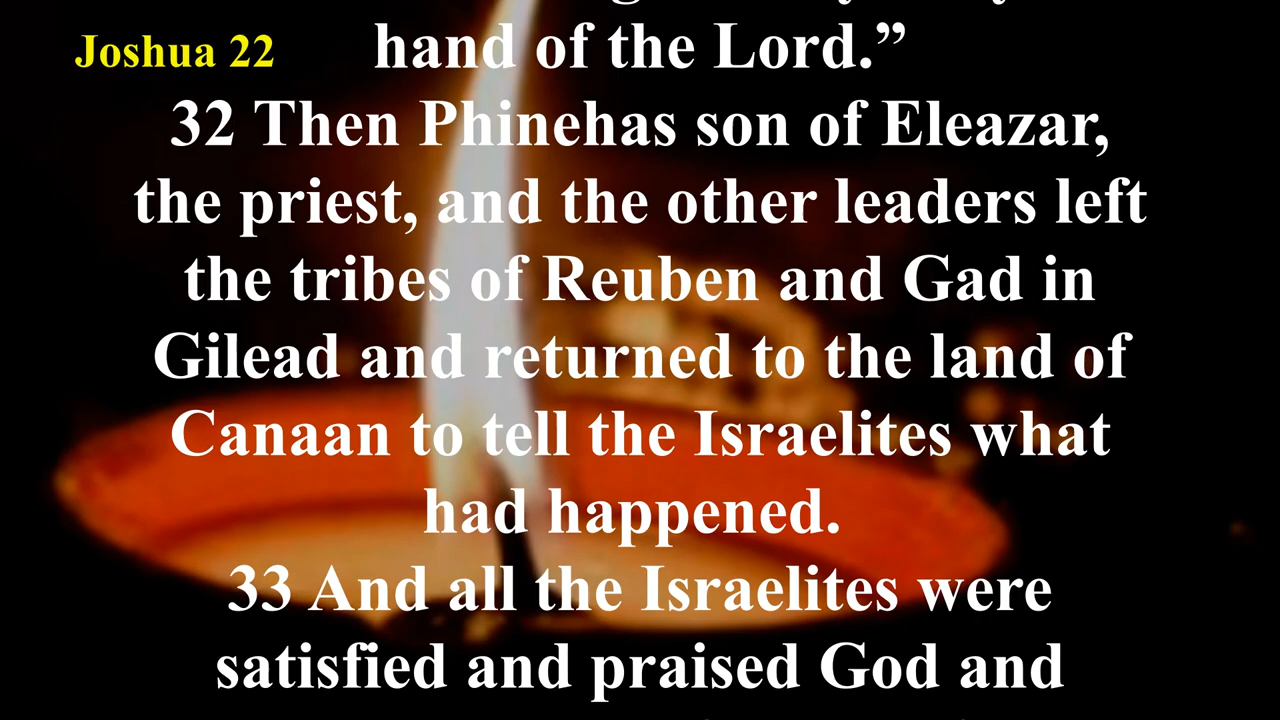 Joshua 22
hand of the Lord.”
32 Then Phinehas son of Eleazar,
the priest, and the other leaders left
the tribes of Reuben and Gad in
Gilead and returned to the land of
Canaan to tell the Israelites what
had happened.
33 And all the Israelites were
satisfied and praised God and